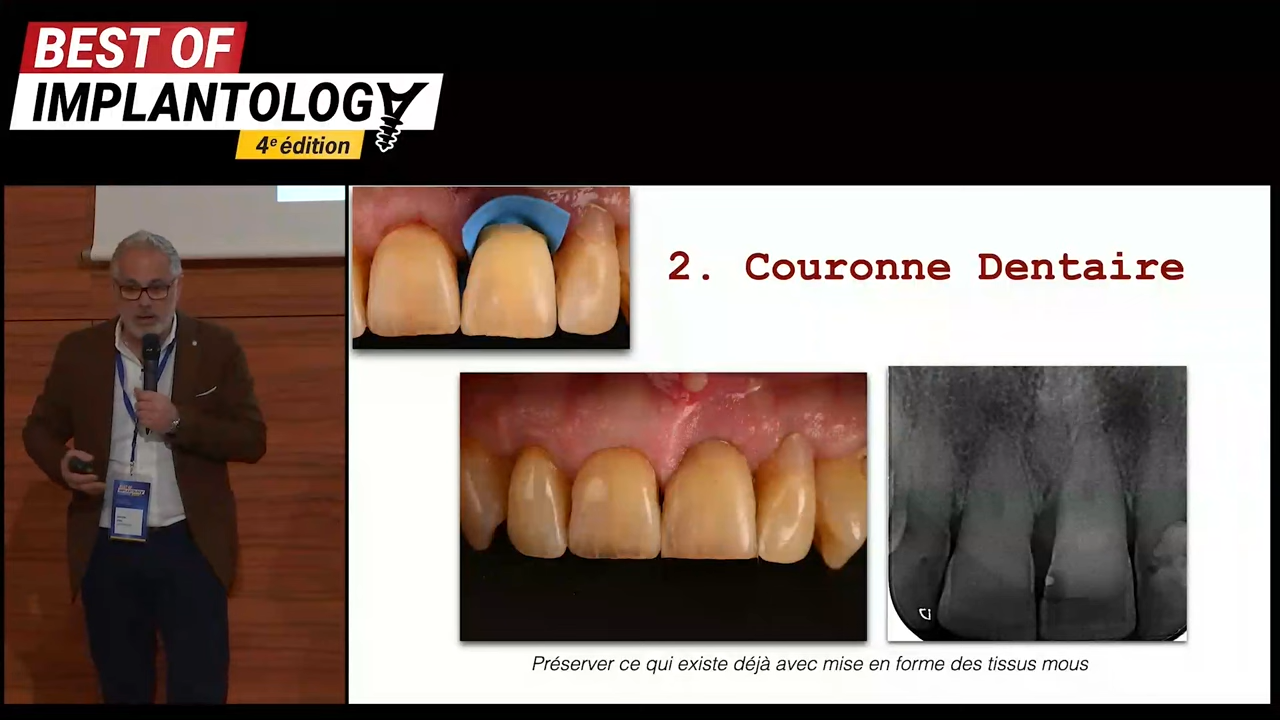 BEST OF
IMPLANTOLOGY
4e édition
2. Couronne Dentaire
Préserver ce qui existe déjà avec mise en forme des tissus mous